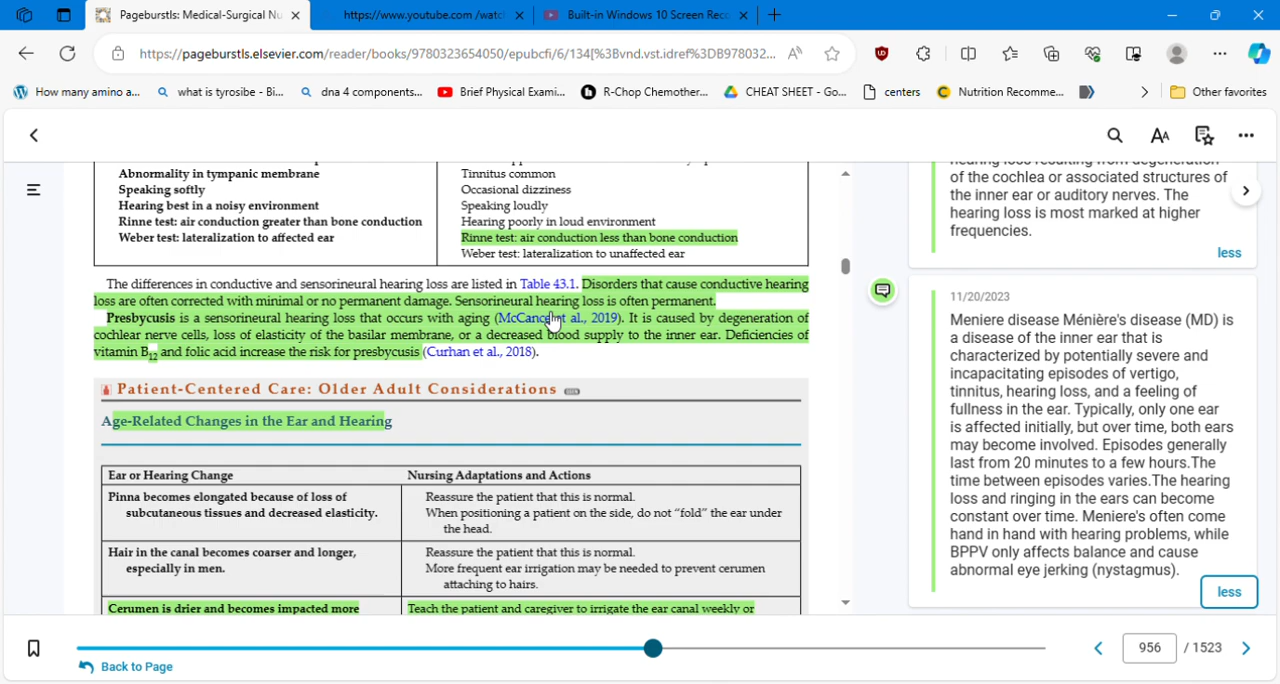 Pageburstls: Medical-Surgical Nu
https://www.youtube.com/watc
Built-in Windows 10 Screen Reco
https://pageburstls.elsevier.com/reader/books/9780323654050/epubcfi/6/134[%3Bvnd.vst.idref%3DB978032...
How many amino a...
what is tyrosibe - Bi...
dna 4 components...
Brief Physical Exami...
R-Chop Chemother...
CHEAT SHEET - Go...
centers
Nutrition Recomme...
Other favorites
Abnormality in tympanic membrane
Speaking softly
Hearing best in a noisy environment
Rinne test: air conduction greater than bone conduction
Weber test: lateralization to affected ear
Tinnitus common
Occasional dizziness
Speaking loudly
Hearing poorly in loud environment
Rinne test: air conduction less than bone conduction
Weber test: lateralization to unaffected ear
The differences in conductive and sensorineural hearing loss are listed in Table 43.1. Disorders that cause conductive hearing
loss are often corrected with minimal or no permanent damage. Sensorineural hearing loss is often permanent.
Presbycusis is a sensorineural hearing loss that occurs with aging (McCance et al., 2019). It is caused by degeneration of
cochlear nerve cells, loss of elasticity of the basilar membrane, or a decreased blood supply to the inner ear. Deficiencies of
vitamin B12 and folic acid increase the risk for presbycusis (Curhan et al., 2018).
Patient-Centered Care: Older Adult Considerations
Age-Related Changes in the Ear and Hearing
Ear or Hearing Change
Nursing Adaptations and Actions
Pinna becomes elongated because of loss of
subcutaneous tissues and decreased elasticity.
Reassure the patient that this is normal.
When positioning a patient on the side, do not "fold" the ear under
the head.
Hair in the canal becomes coarser and longer,
especially in men.
Reassure the patient that this is normal.
More frequent ear irrigation may be needed to prevent cerumen
attaching to hairs.
Cerumen is drier and becomes impacted more
Teach the patient and caregiver to irrigate the ear canal weekly or
hearing loss resulting from degeneration
of the cochlea or associated structures of
the inner ear or auditory nerves. The
hearing loss is most marked at higher
frequencies.
less
11/20/2023
Meniere disease Ménière's disease (MD) is
a disease of the inner ear that is
characterized by potentially severe and
incapacitating episodes of vertigo,
tinnitus, hearing loss, and a feeling of
fullness in the ear. Typically, only one ear
is affected initially, but over time, both ears
may become involved. Episodes generally
last from 20 minutes to a few hours.The
time between episodes varies.The hearing
loss and ringing in the ears can become
constant over time. Meniere's often come
hand in hand with hearing problems, while
BPPV only affects balance and cause
abnormal eye jerking (nystagmus).
less
Back to Page
956 / 1523